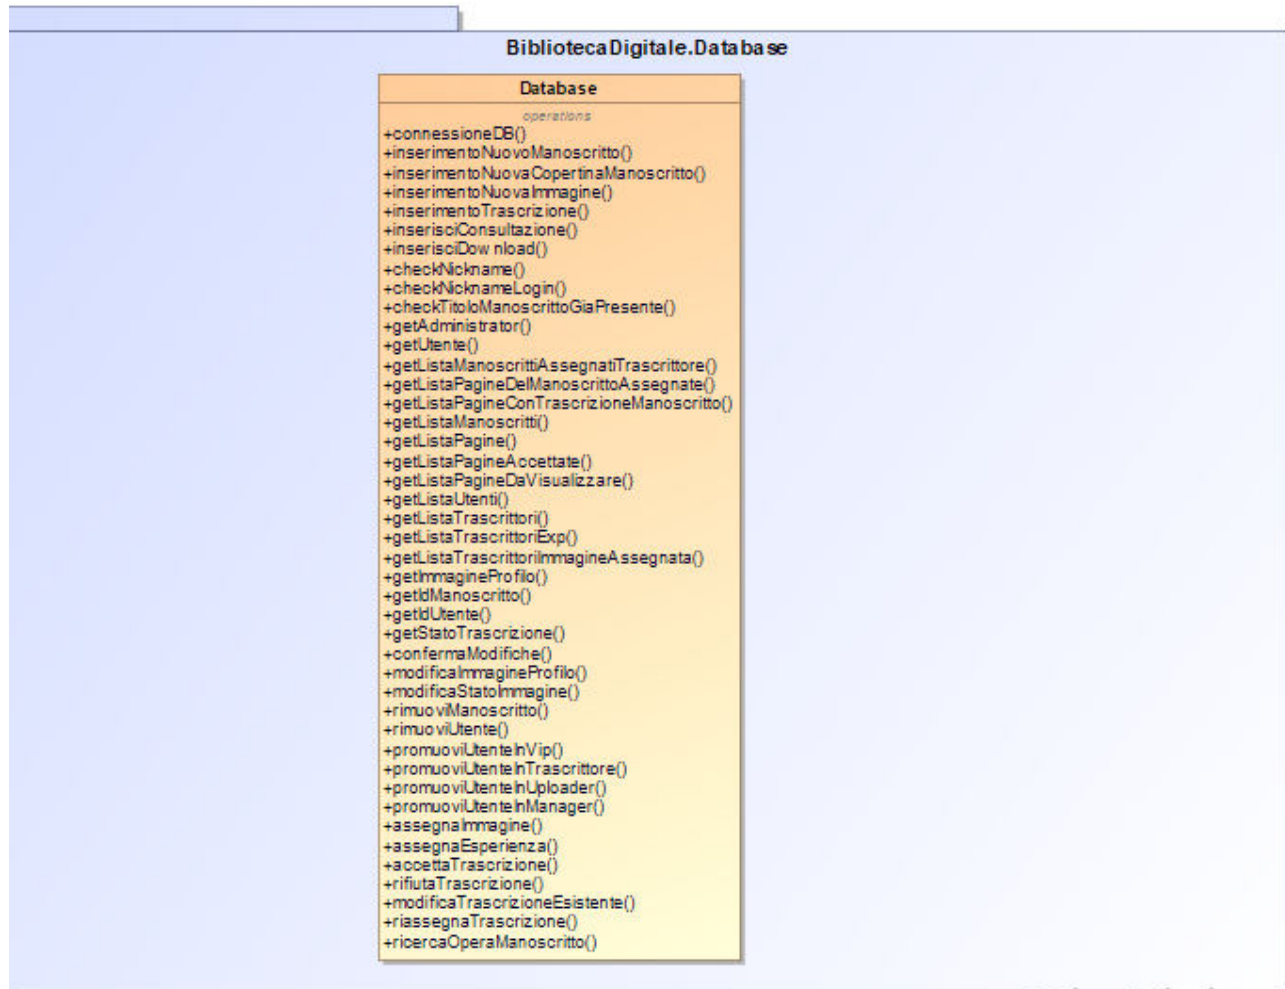 BibliotecaDigitale.Database
Database
operations
+connessioneDB()
+inserimentoNuovoManoscritto()
+inserimentoNuovaCopertinaManoscritto()
+inserimentoNuovaImmagine()
+inserimentoTrascrizione()
+inserisciConsultazione()
+inserisciDownload()
+checkNickname()
+checkNicknameLogin()
+checkTitoloManoscrittoGiaPresente()
+getAdministrator()
+getUtente()
+getListaManoscrittiAssegnatiTrascrittore()
+getListaPagineDelManoscrittoAssegnate()
+getListaPagineConTrascrizioneManoscritto()
+getListaManoscritti()
+getListaPagine()
+getListaPagineAccettate()
+getListaPagineDaVisualizzare()
+getListaUtenti()
+getListaTrascrittori()
+getListaTrascrittoriExp()
+getListaTrascrittoriImmagineAssegnata()
+getImmagineProfilo()
+getIdManoscritto()
+getIdUtente()
+getStatoTrascrizione()
+confermaModifiche()
+modificaImmagineProfilo()
+modificaStatoImmagine()
+rimuoviManoscritto()
+rimuoviUtente()
+promuoviUtenteInVip()
+promuoviUtenteInTrascrittore()
+promuoviUtenteInUploader()
+promuoviUtenteInManager()
+assegnaImmagine()
+assegnaEsperienza()
+accettaTrascrizione()
+rifiutaTrascrizione()
+modificaTrascrizioneEsistente()
+riassegnaTrascrizione()
+ricercaOperaManoscritto()